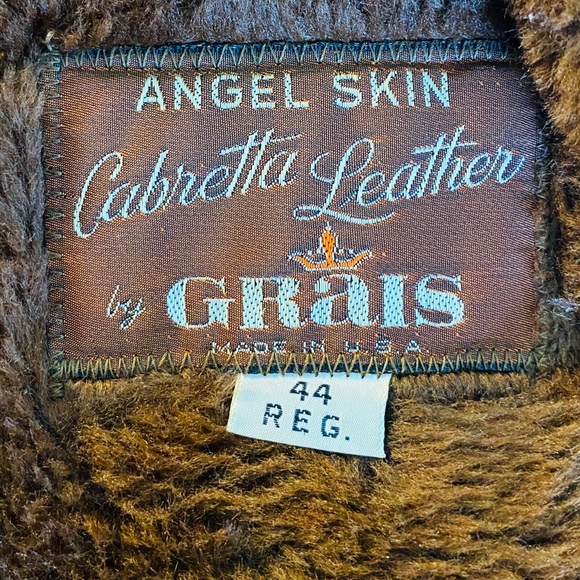 ANGEL SKIN
Cabretta Leather
by GRaIS
MADE IN U.S.A
44
REG.